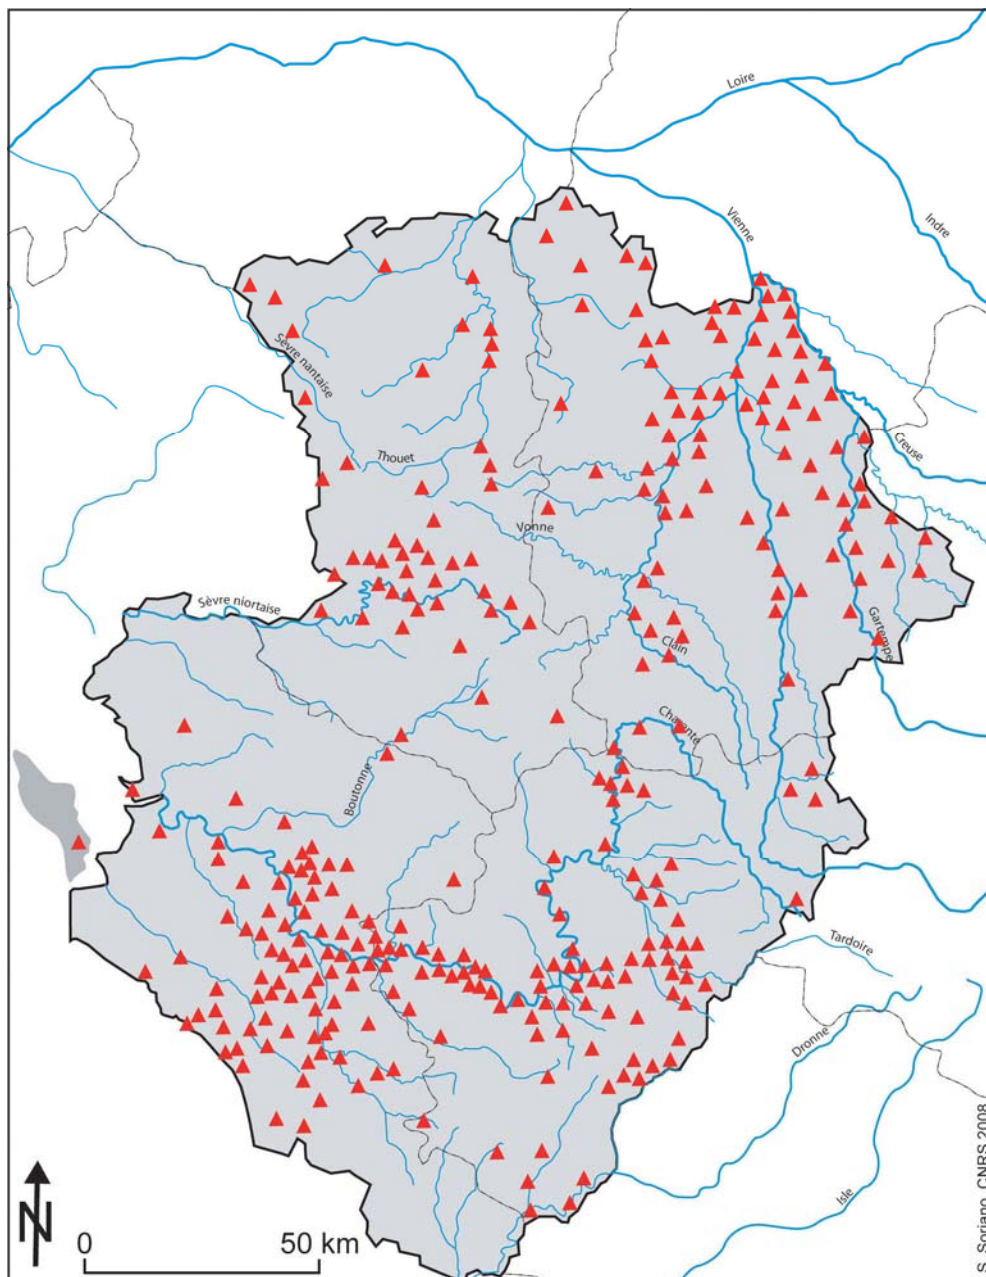 Loire
Vienne
Indre
Sèvre nantaise
Creuse
Thouet
Vonne
Sèvre niortaise
Clain
Gartempe
Charente
Boutonne
Tardoire
Dronne
Isle
N
0 50 km
S. Soriano, CNRS 2008